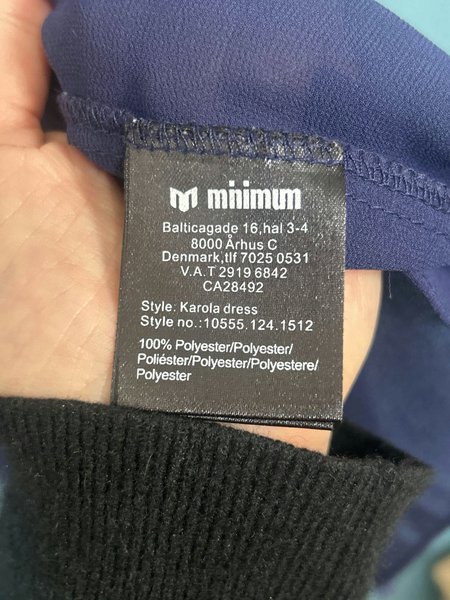 minimum
Balticagade 16,hal 3-4
8000 Århus C
Denmark,tlf 7025 0531
V.A.T 2919 6842
CA28492
Style: Karola dress
Style no.:10555.124.1512
100% Polyester/Polyester/
Poliéster/Polyester/Polyestere/
Polyester